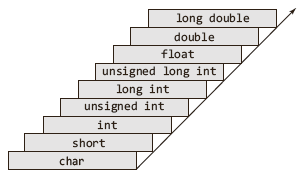 long double
double
float
unsigned long int
long int
unsigned int
int
short
char